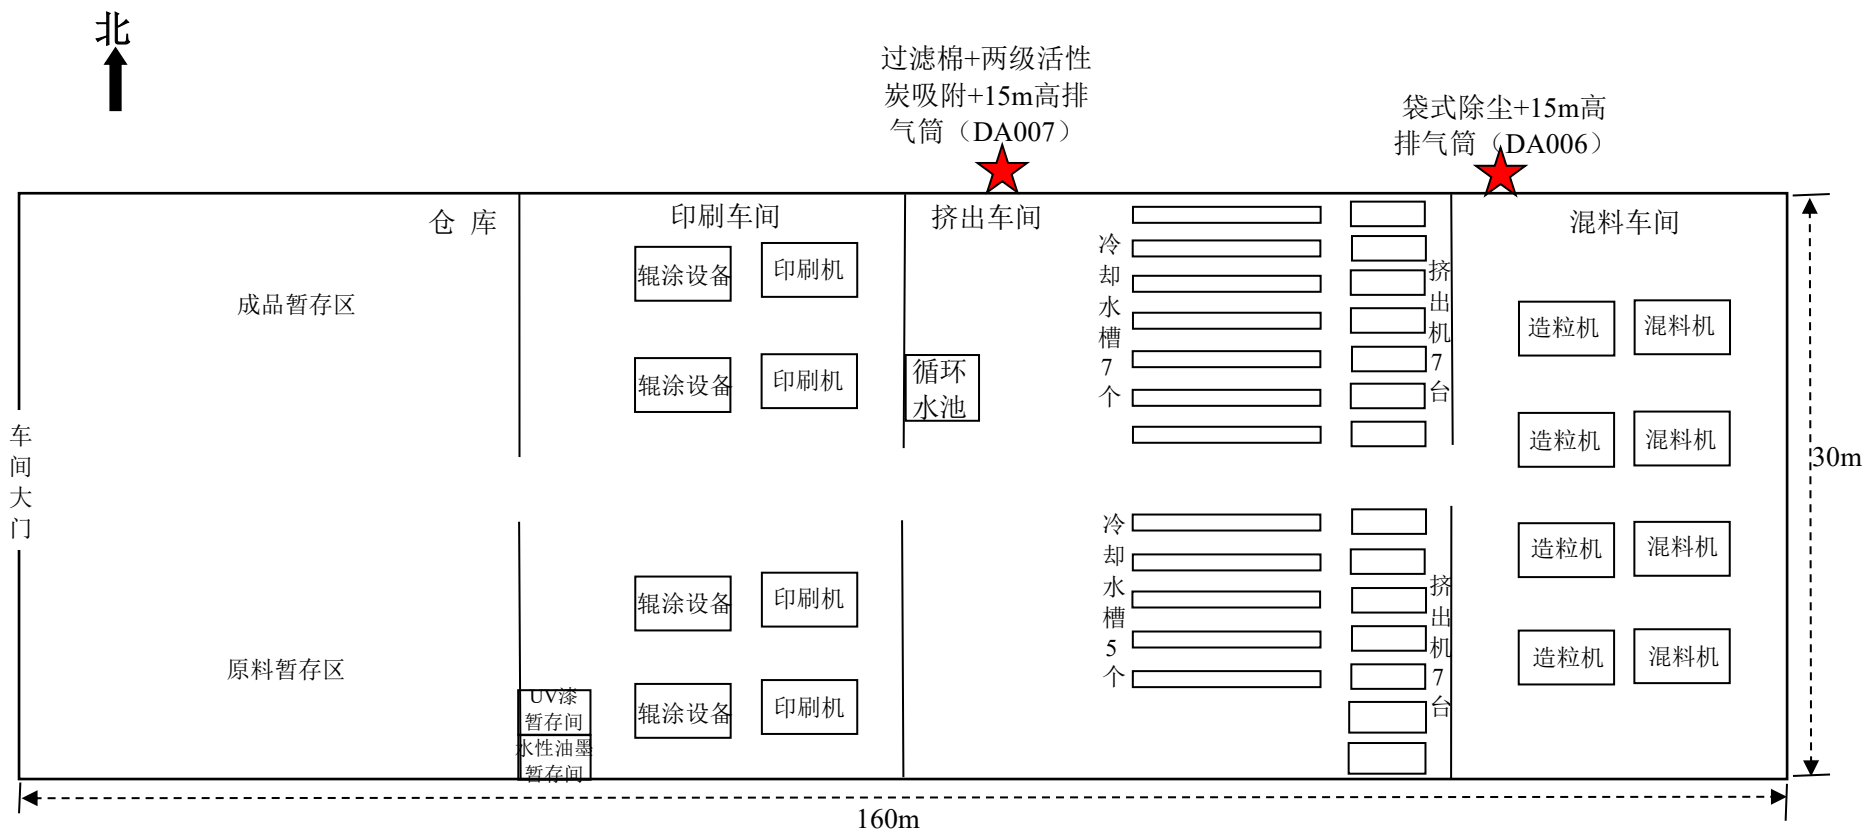 北
过滤棉+两级活性
炭吸附+15m高排
气筒（DA007）
袋式除尘+15m高
排气筒（DA006）
仓 库
印刷车间
挤出车间
混料车间
成品暂存区
原料暂存区
车间大门
辊涂设备
印刷机
辊涂设备
印刷机
辊涂设备
印刷机
辊涂设备
印刷机
UV漆
暂存间
水性油墨
暂存间
循环
水池
冷却水槽7个
挤出机7台
冷却水槽5个
挤出机7台
造粒机
混料机
造粒机
混料机
造粒机
混料机
造粒机
混料机
30m
160m